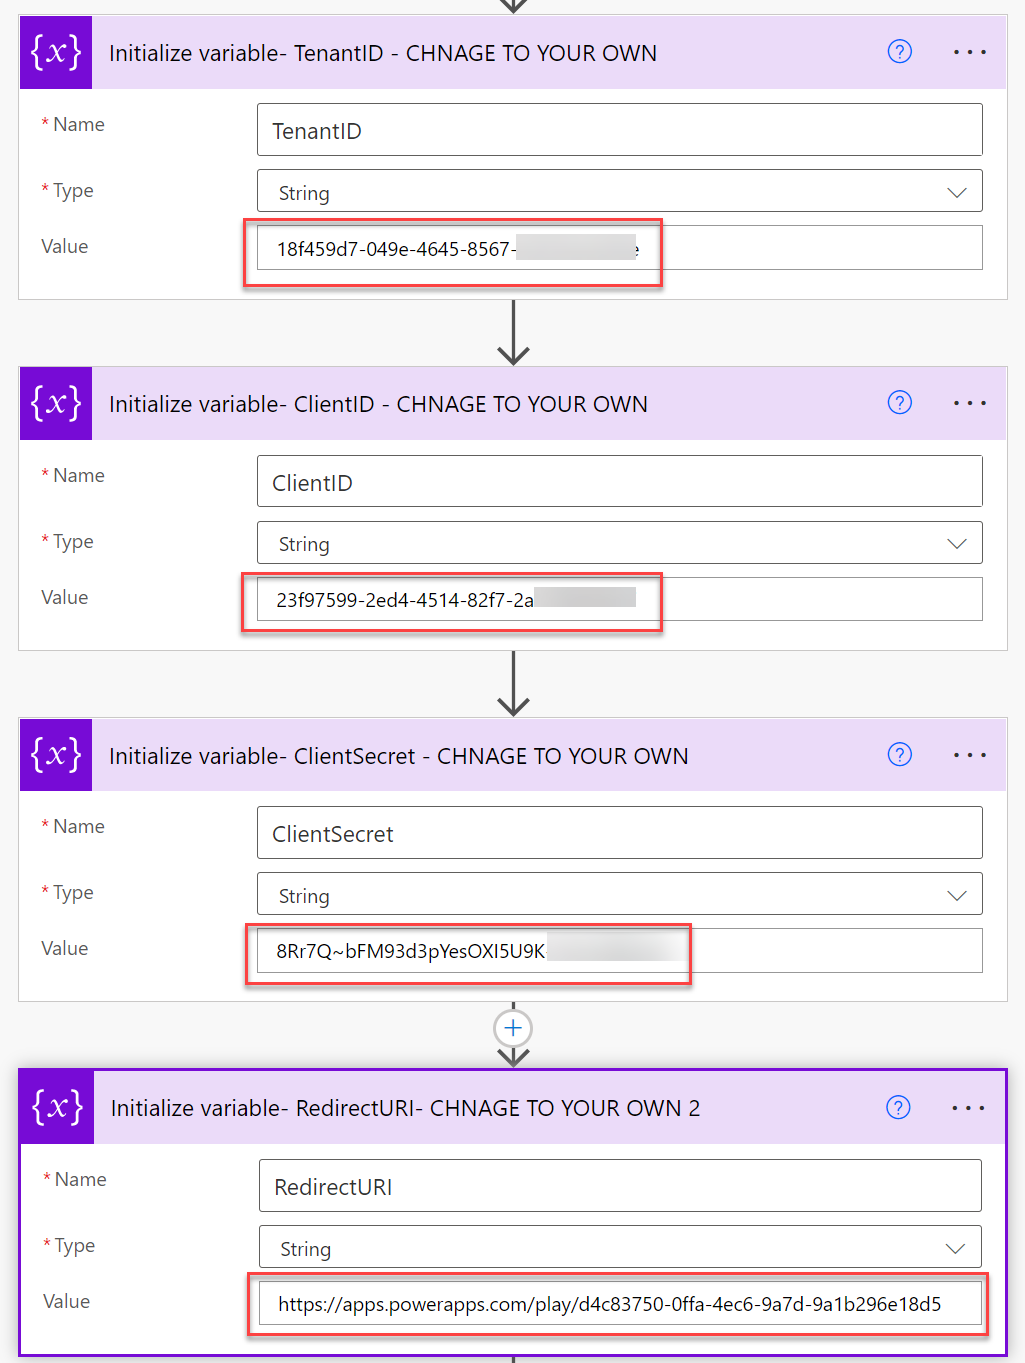 {x} Initialize variable- TenantID - CHNAGE TO YOUR OWN ? ...
* Name TenantID
* Type String
Value 18f459d7-049e-4645-8567-
{x} Initialize variable- ClientID - CHNAGE TO YOUR OWN ? ...
* Name ClientID
* Type String
Value 23f97599-2ed4-4514-82f7-2a
{x} Initialize variable- ClientSecret - CHNAGE TO YOUR OWN ? ...
* Name ClientSecret
* Type String
Value 8Rr7Q~bFM93d3pYesOXI5U9K
{x} Initialize variable- RedirectURI- CHNAGE TO YOUR OWN 2 ? ...
* Name RedirectURI
* Type String
Value https://apps.powerapps.com/play/d4c83750-0ffa-4ec6-9a7d-9a1b296e18d5